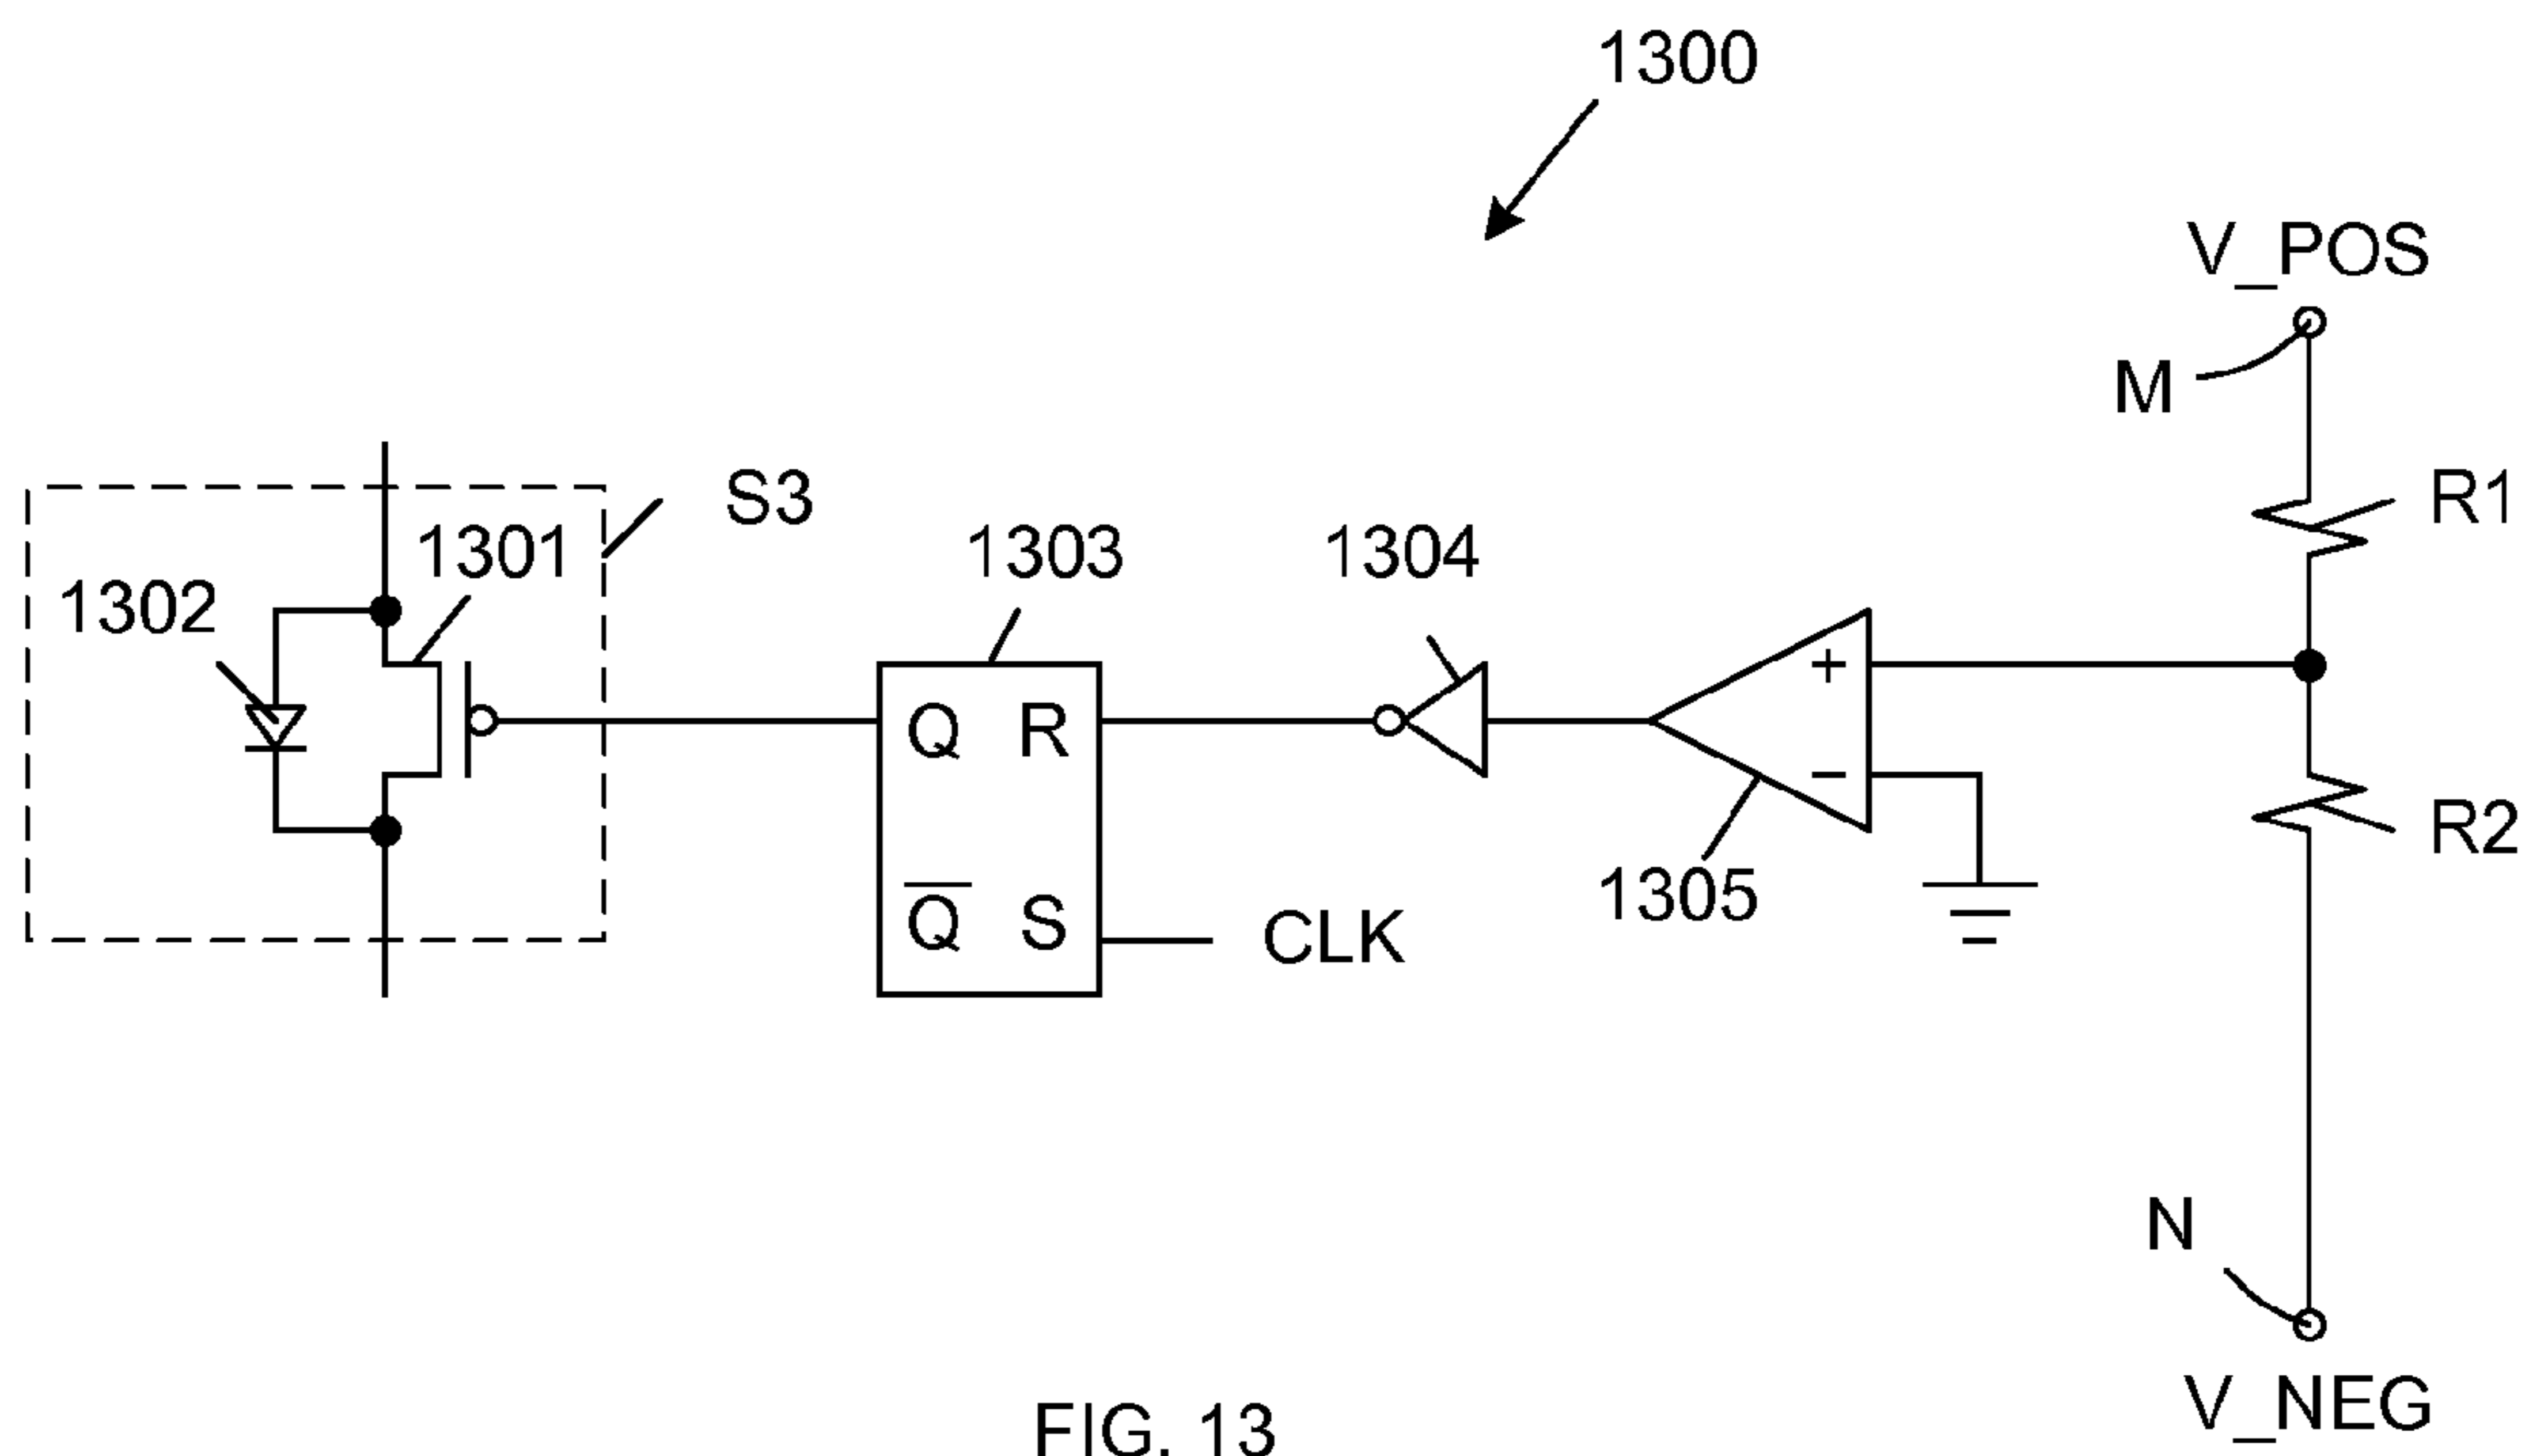 1300
V_POS
M
S3
R1
1301
1303
1304
1302
+
Q R
−
R2
1305
Q̅ S
CLK
N
V_NEG
FIG. 13